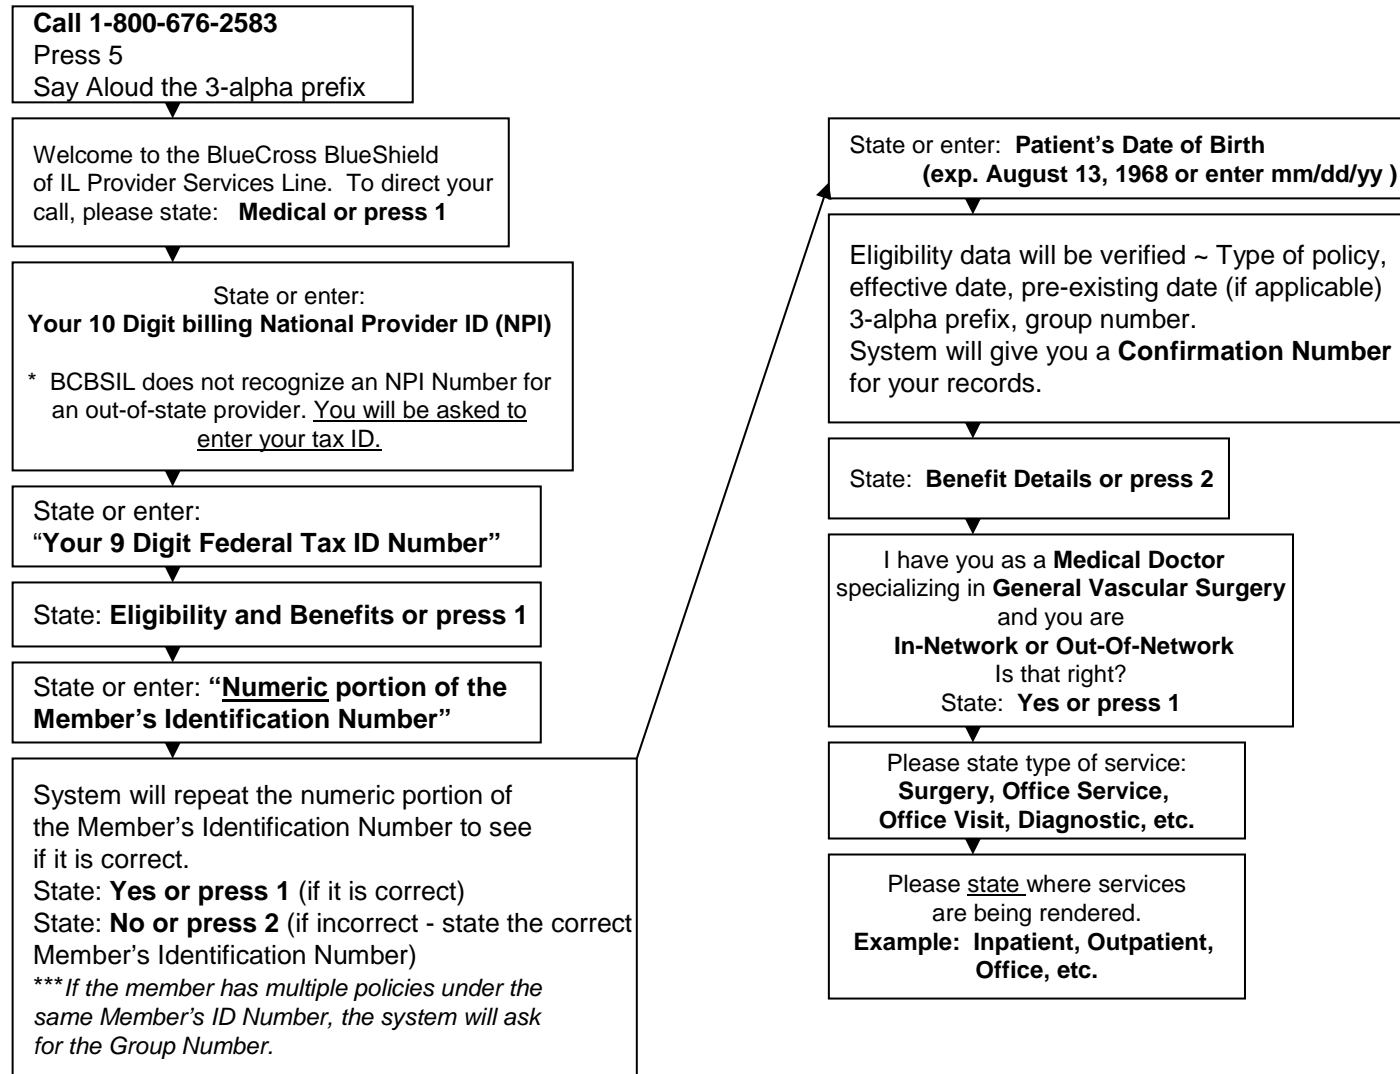 Call 1-800-676-2583
Press 5
Say Aloud the 3-alpha prefix
Welcome to the BlueCross BlueShield
of IL Provider Services Line.  To direct your
call, please state:   Medical or press 1
State or enter:
Your 10 Digit billing National Provider ID (NPI)
*  BCBSIL does not recognize an NPI Number for
an out-of-state provider. You will be asked to
enter your tax ID.
State or enter:
“Your 9 Digit Federal Tax ID Number”
State: Eligibility and Benefits or press 1
State or enter: “Numeric portion of the
Member’s Identification Number”
System will repeat the numeric portion of
the Member’s Identification Number to see
if it is correct.
State: Yes or press 1 (if it is correct)
State: No or press 2 (if incorrect - state the correct
Member’s Identification Number)
***If the member has multiple policies under the
same Member’s ID Number, the system will ask
for the Group Number.
State or enter:  Patient’s Date of Birth
(exp. August 13, 1968 or enter mm/dd/yy )
Eligibility data will be verified ~ Type of policy,
effective date, pre-existing date (if applicable)
3-alpha prefix, group number.
System will give you a Confirmation Number
for your records.
State:  Benefit Details or press 2
I have you as a Medical Doctor
specializing in General Vascular Surgery
and you are
In-Network or Out-Of-Network
Is that right?
State:  Yes or press 1
Please state type of service:
Surgery, Office Service,
Office Visit, Diagnostic, etc.
Please state where services
are being rendered.
Example:  Inpatient, Outpatient,
Office, etc.